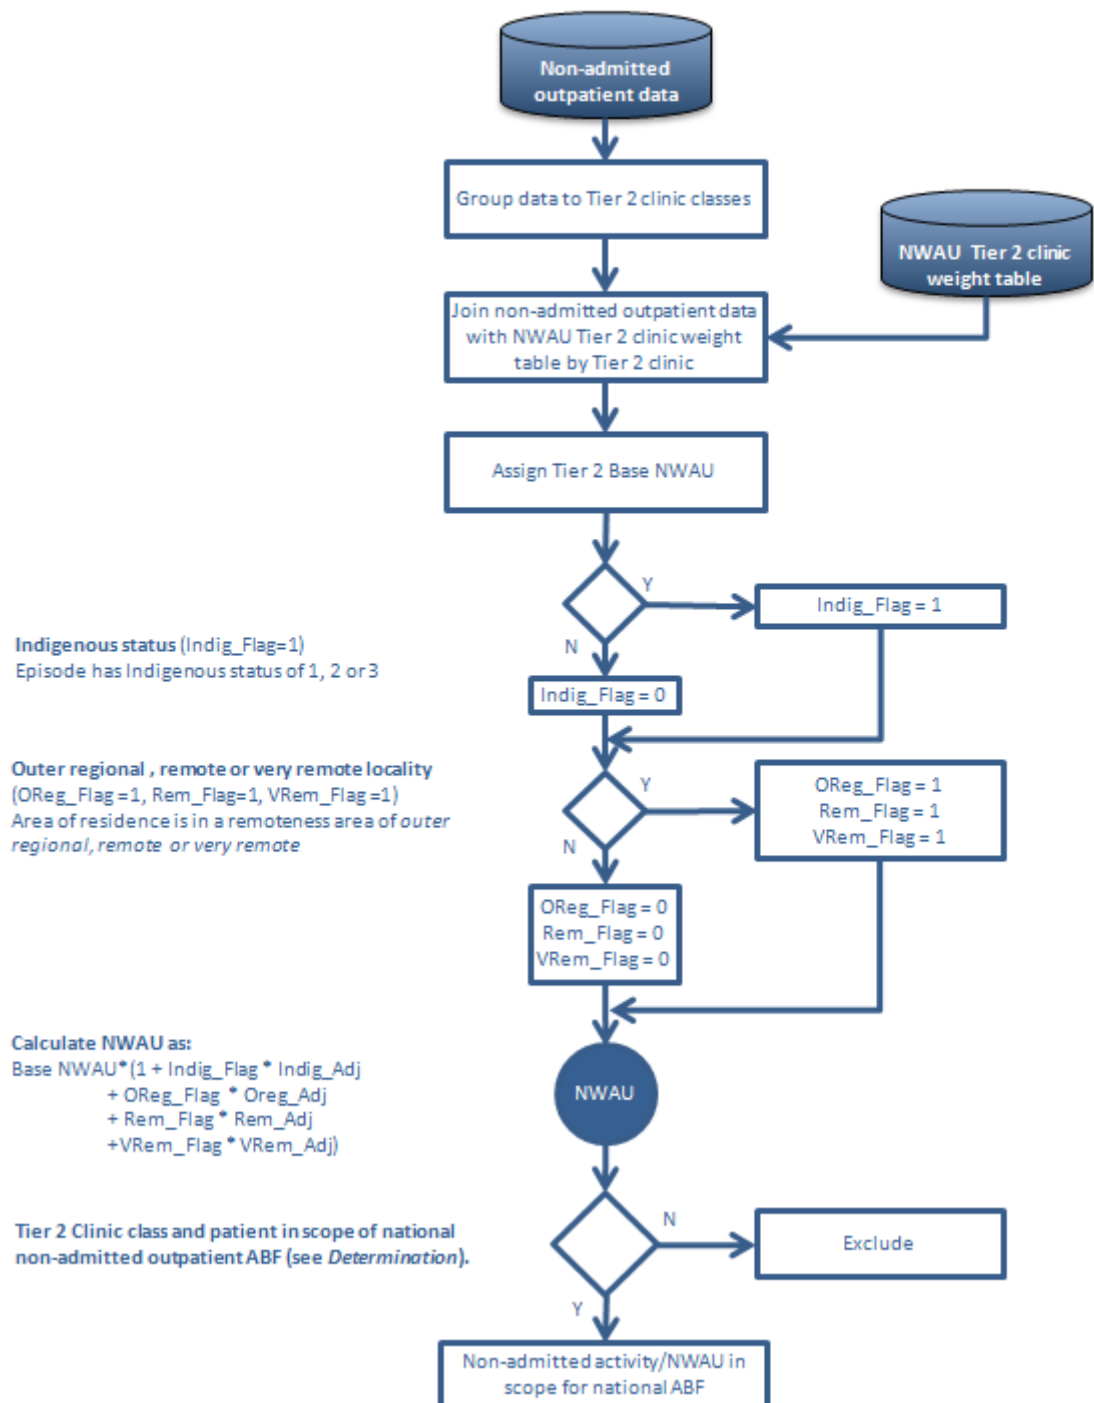 Non-admitted
outpatient data
Group data to Tier 2 clinic classes
NWAU Tier 2 clinic
weight table
Join non-admitted outpatient data
with NWAU Tier 2 clinic weight
table by Tier 2 clinic
Assign Tier 2 Base NWAU
Y
Indig_Flag = 1
N
Indigenous status (Indig_Flag=1)
Episode has Indigenous status of 1, 2 or 3
Indig_Flag = 0
Outer regional , remote or very remote locality
(OReg_Flag =1, Rem_Flag=1, VRem_Flag =1)
Area of residence is in a remoteness area of outer
regional, remote or very remote
Y
OReg_Flag = 1
Rem_Flag = 1
VRem_Flag = 1
N
OReg_Flag = 0
Rem_Flag = 0
VRem_Flag = 0
Calculate NWAU as:
Base NWAU*(1 + Indig_Flag * Indig_Adj
+ OReg_Flag * Oreg_Adj
+ Rem_Flag * Rem_Adj
+VRem_Flag * VRem_Adj)
NWAU
Tier 2 Clinic class and patient in scope of national
non-admitted outpatient ABF (see Determination).
N
Exclude
Y
Non-admitted activity/NWAU in
scope for national ABF